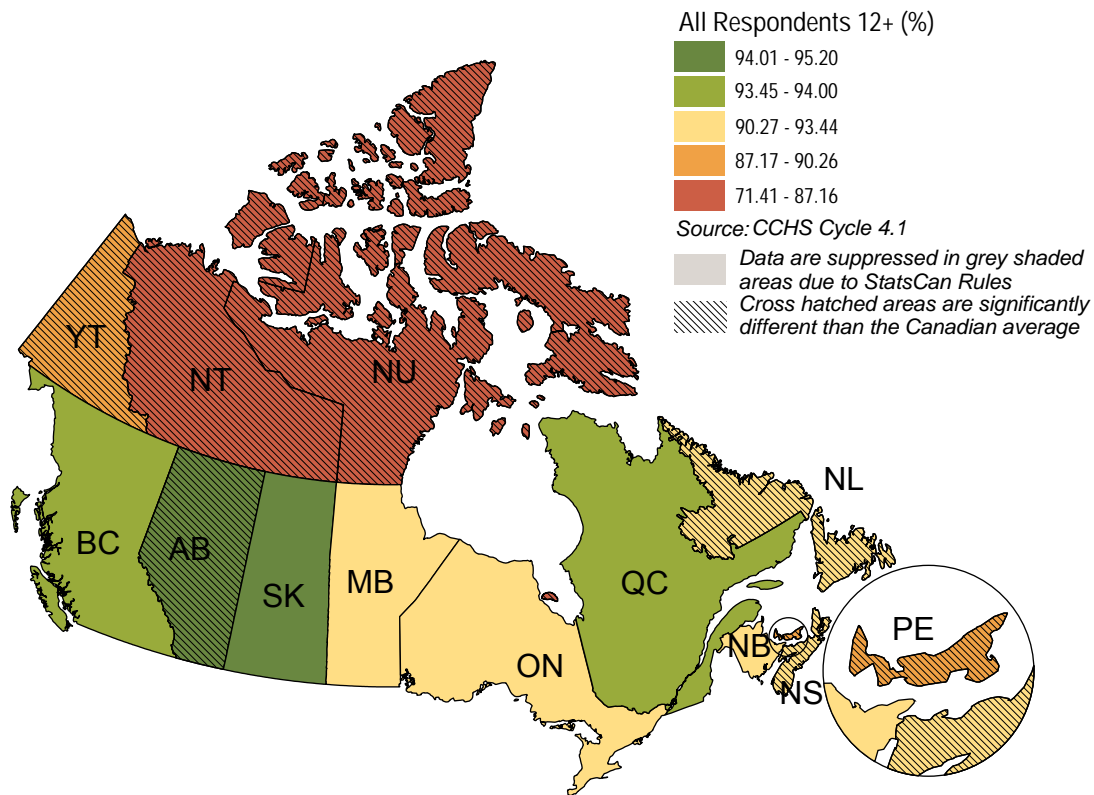 All Respondents 12+ (%)
94.01 - 95.20
93.45 - 94.00
90.27 - 93.44
87.17 - 90.26
71.41 - 87.16
Source: CCHS Cycle 4.1
Data are suppressed in grey shaded
areas due to StatsCan Rules
Cross hatched areas are significantly
different than the Canadian average
YT
NT
NU
NL
BC
AB
SK
MB
QC
PE
ON
NB
NS